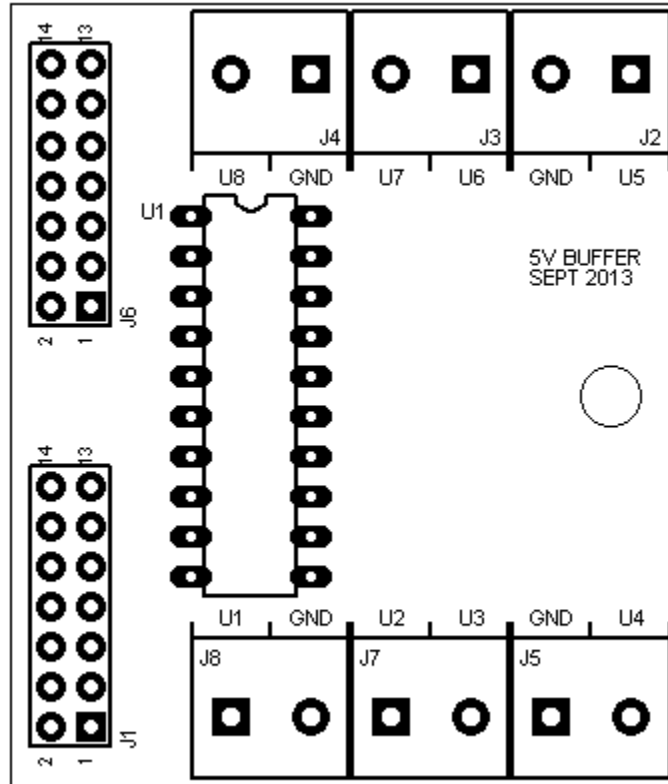 14 13
J4 J3 J2
U8 GND U7 U6 GND U5
U1
5V BUFFER
SEPT 2013
J6
2 1
14 13
U1 GND U2 U3 GND U4
J8 J7 J5
J1
2 1